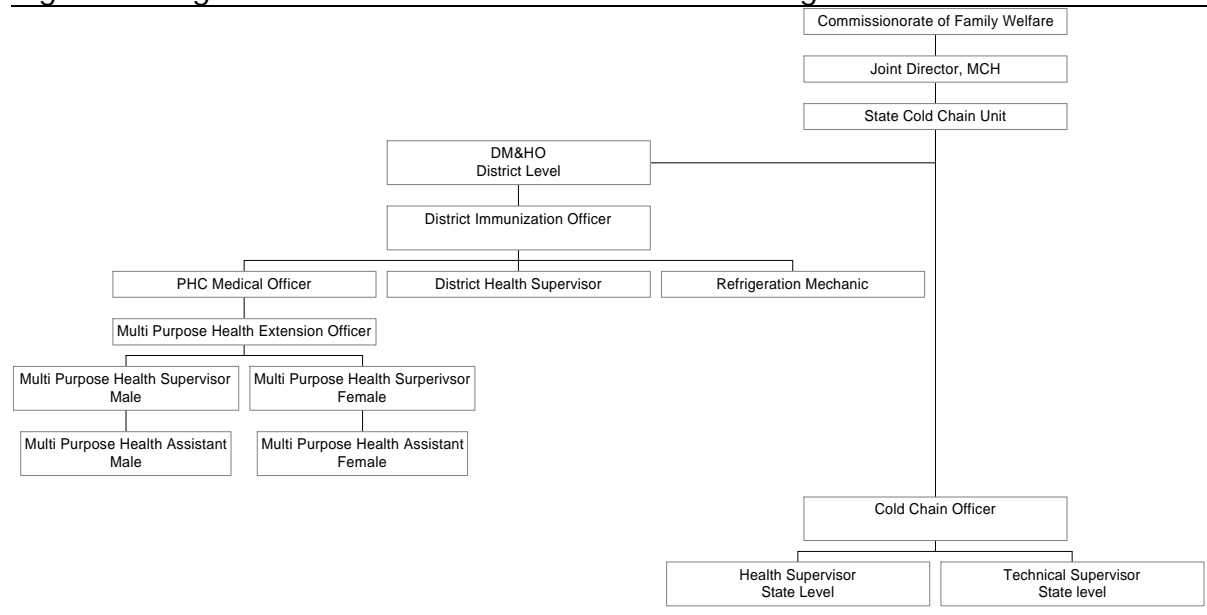 Commissionorate of Family Welfare
Joint Director, MCH
State Cold Chain Unit
DM&HO
District Level
District Immunization Officer
PHC Medical Officer
District Health Supervisor
Refrigeration Mechanic
Multi Purpose Health Extension Officer
Multi Purpose Health Supervisor
Male
Multi Purpose Health Surperivsor
Female
Multi Purpose Health Assistant
Male
Multi Purpose Health Assistant
Female
Cold Chain Officer
Health Supervisor
State Level
Technical Supervisor
State level